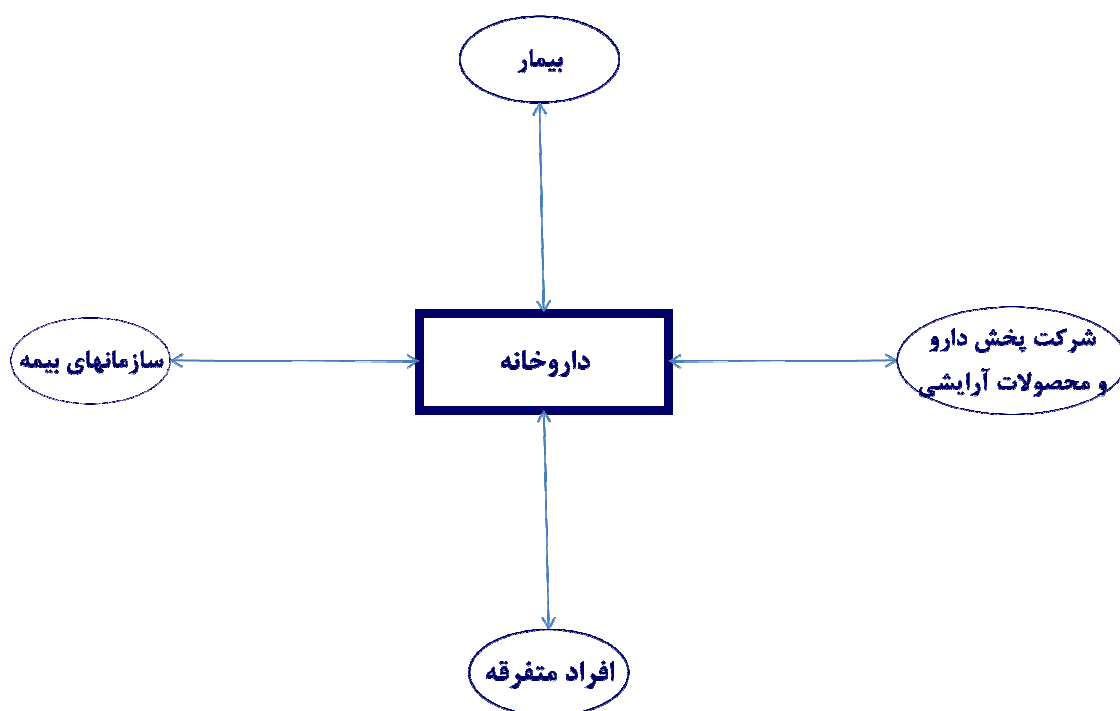 بیمار
شرکت پخش دارو
و محصولات آرایشی
داروخانه
سازمانهای بیمه
افراد متفرقه